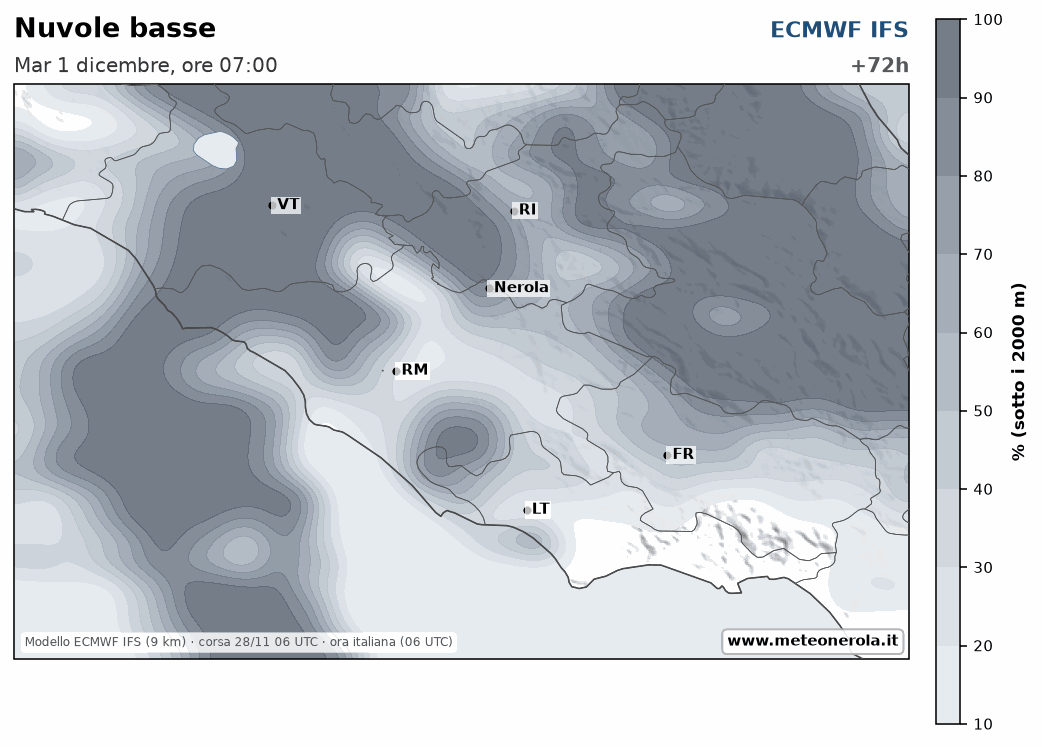 Nuvole basse
ECMWF IFS
Mar 1 dicembre, ore 07:00
+72h
VT
RI
Nerola
RM
FR
LT
Modello ECMWF IFS (9 km) · corsa 28/11 06 UTC · ora italiana (06 UTC)
www.meteonerola.it
100
90
80
70
60
50
40
30
20
10
% (sotto i 2000 m)